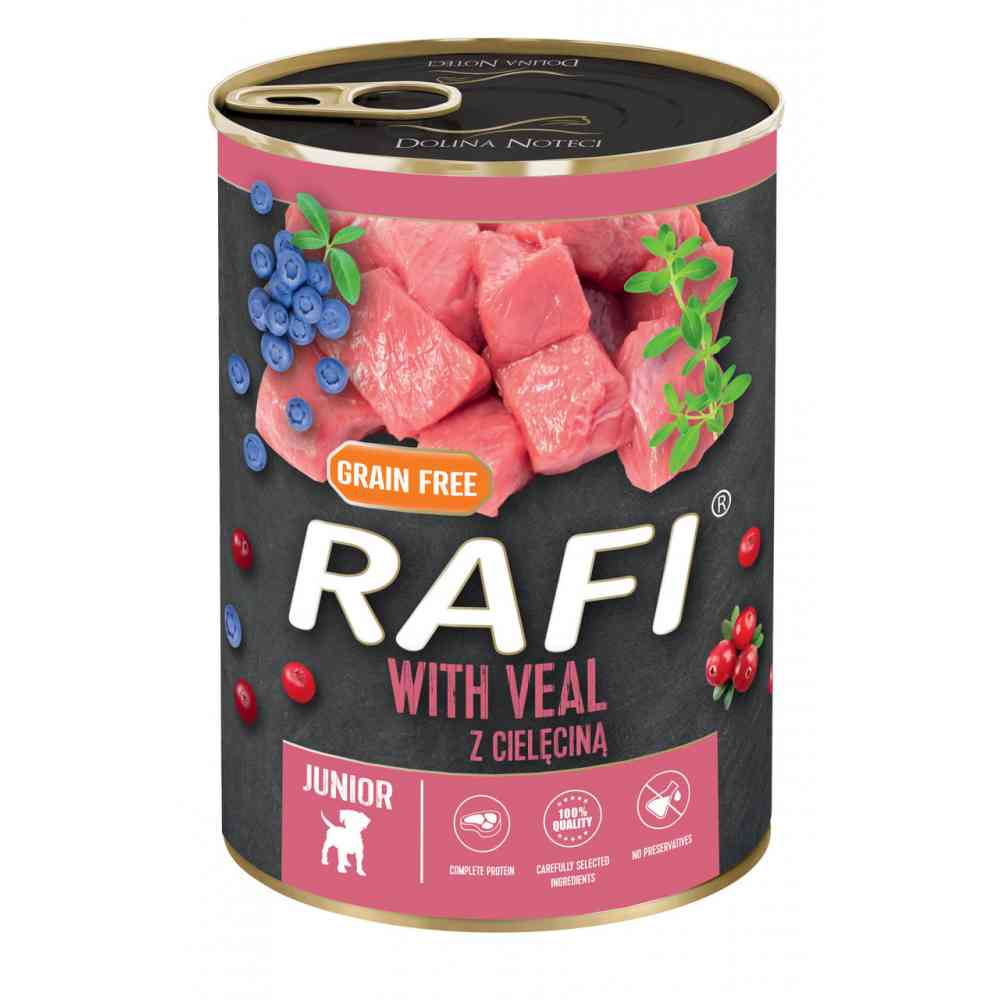 DOLINA NOTECI
DOLINA NOTECI
GRAIN FREE
RAFI®
WITH VEAL
Z CIELĘCINĄ
JUNIOR
100%
QUALITY
COMPLETE PROTEIN
CAREFULLY SELECTED
INGREDIENTS
NO PRESERVATIVES